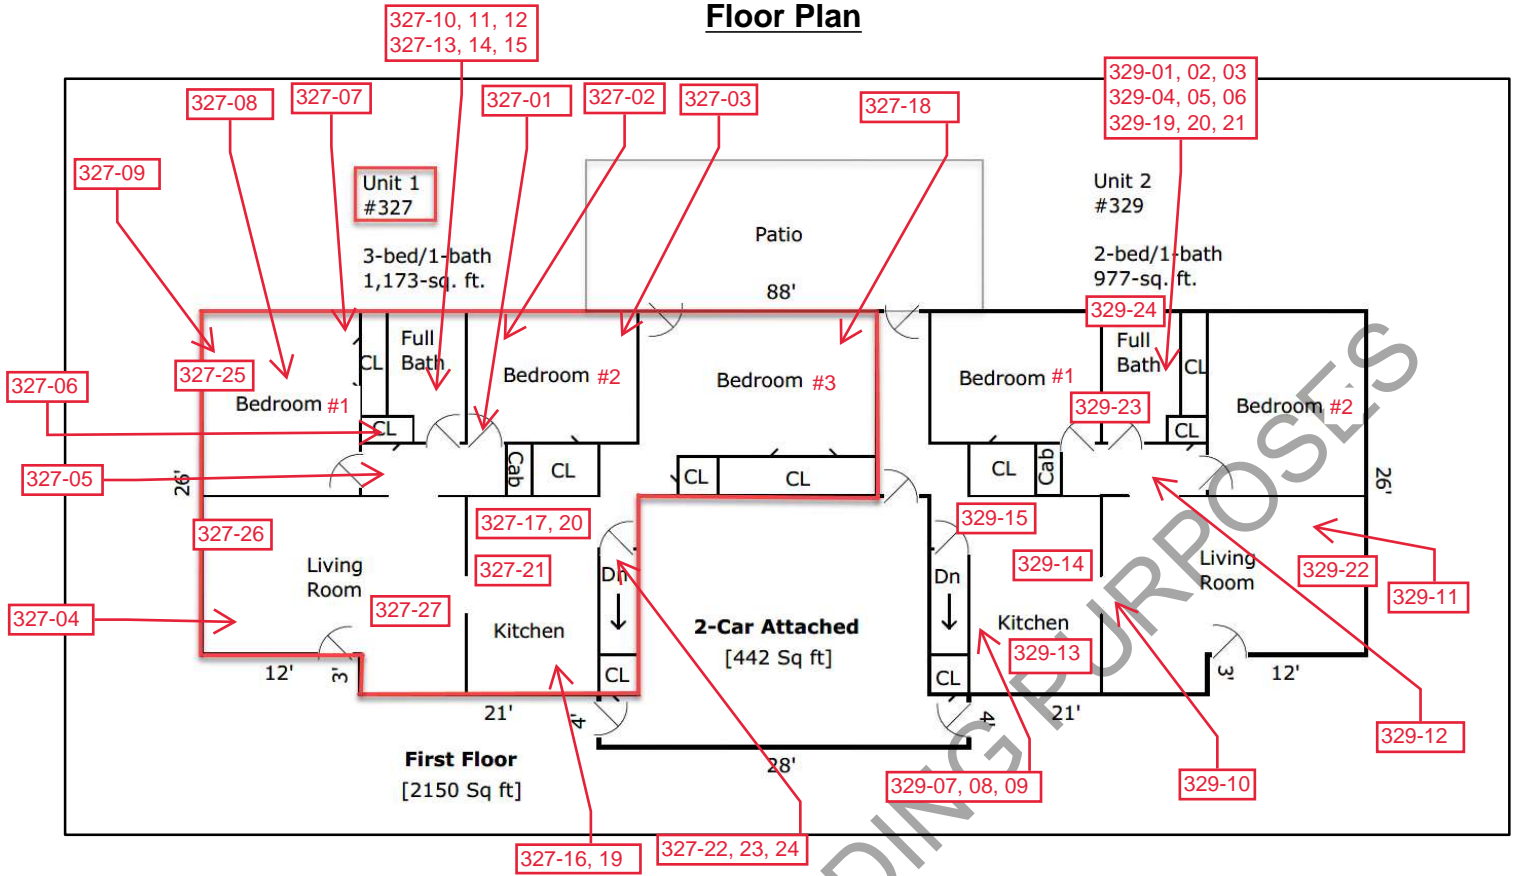 Floor Plan
327-10, 11, 12
327-13, 14, 15
327-08
327-07
327-01
327-02
327-03
327-18
329-01, 02, 03
329-04, 05, 06
329-19, 20, 21
327-09
Unit 1
#327
3-bed/1-bath
1,173-sq. ft.
Patio
88'
Unit 2
#329
2-bed/1-bath
977-sq. ft.
329-24
Full
Bath
CL
327-25
327-06
Bedroom #1
CL
Bedroom #2
Bedroom #3
Bedroom #1
Full
Bath
CL
329-23
Bedroom #2
CL
327-05
26'
Cab
CL
CL
CL
CL
Cab
26'
327-26
327-17, 20
327-21
Living
Room
327-27
327-04
Kitchen
Dn
CL
12'
3'
21'
4'
2-Car Attached
[442 Sq ft]
28'
329-15
329-14
Dn
Kitchen
329-13
CL
Living
Room
329-22
329-11
4'
21'
3'
12'
329-12
First Floor
[2150 Sq ft]
329-07, 08, 09
329-10
327-16, 19
327-22, 23, 24
DING PURPOSES